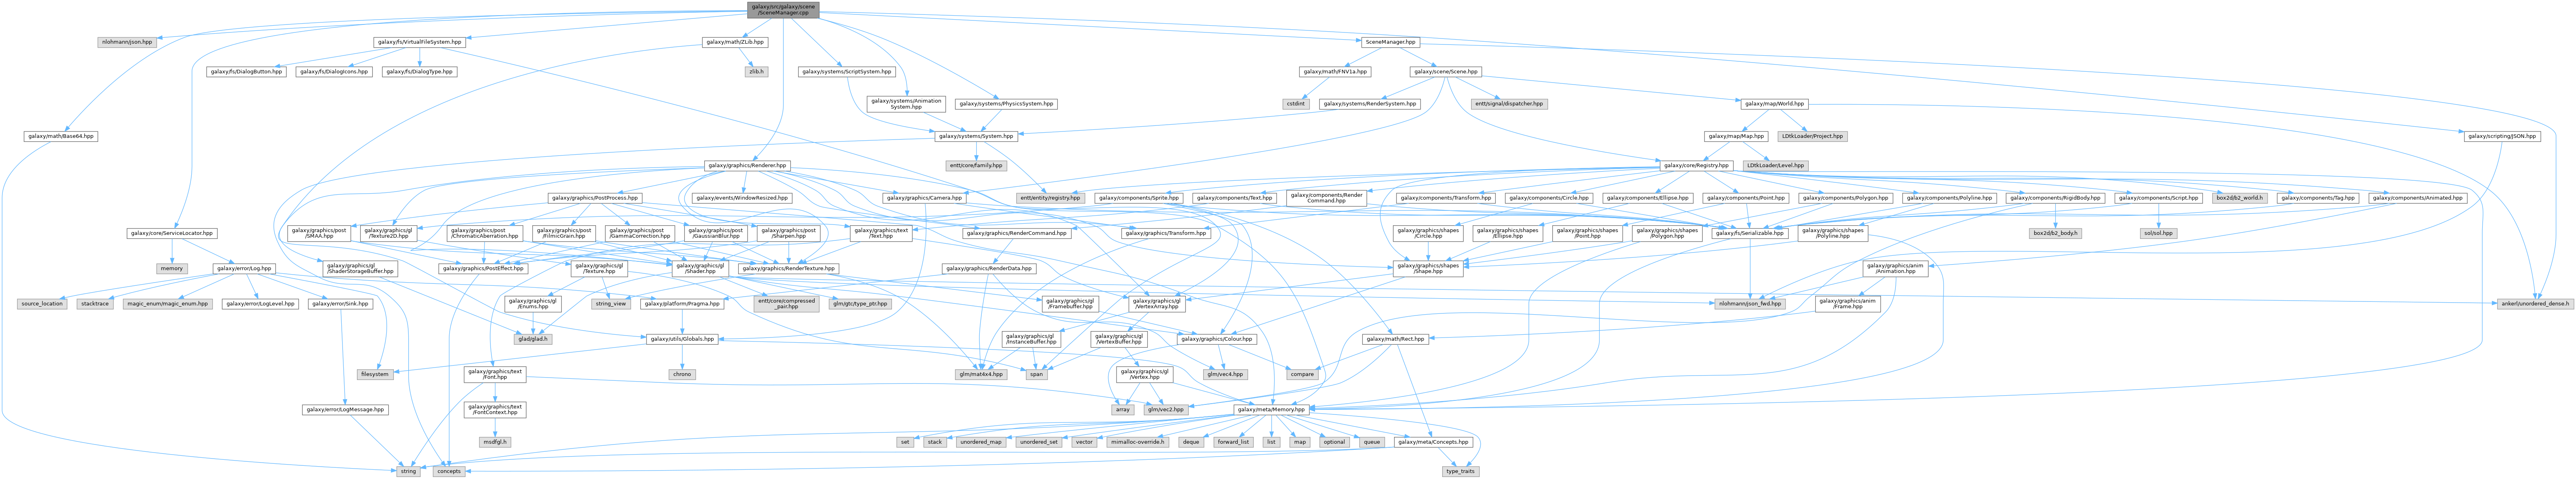 galaxy/src/galaxy/scene
/SceneManager.cpp
nlohmann/json.hpp
galaxy/fs/VirtualFileSystem.hpp
galaxy/math/ZLib.hpp
SceneManager.hpp
galaxy/fs/DialogButton.hpp
galaxy/fs/DialogIcons.hpp
galaxy/fs/DialogType.hpp
zlib.h
galaxy/systems/ScriptSystem.hpp
galaxy/math/FNV1a.hpp
galaxy/scene/Scene.hpp
galaxy/systems/Animation
System.hpp
galaxy/systems/PhysicsSystem.hpp
cstdint
galaxy/systems/RenderSystem.hpp
entt/signal/dispatcher.hpp
galaxy/map/World.hpp
galaxy/math/Base64.hpp
galaxy/systems/System.hpp
galaxy/map/Map.hpp
LDtkLoader/Project.hpp
galaxy/scripting/JSON.hpp
galaxy/graphics/Renderer.hpp
entt/core/family.hpp
galaxy/core/Registry.hpp
LDtkLoader/Level.hpp
galaxy/graphics/PostProcess.hpp
galaxy/events/WindowResized.hpp
galaxy/graphics/Camera.hpp
entt/entity/registry.hpp
galaxy/components/Sprite.hpp
galaxy/components/Text.hpp
galaxy/components/Render
Command.hpp
galaxy/components/Transform.hpp
galaxy/components/Circle.hpp
galaxy/components/Ellipse.hpp
galaxy/components/Point.hpp
galaxy/components/Polygon.hpp
galaxy/components/Polyline.hpp
galaxy/components/RigidBody.hpp
galaxy/components/Script.hpp
box2d/b2_world.h
galaxy/components/Tag.hpp
galaxy/components/Animated.hpp
galaxy/core/ServiceLocator.hpp
galaxy/graphics/post
/SMAA.hpp
galaxy/graphics/gl
/Texture2D.hpp
galaxy/graphics/post
/ChromaticAberration.hpp
galaxy/graphics/post
/FilmicGrain.hpp
galaxy/graphics/post
/GammaCorrection.hpp
galaxy/graphics/post
/GaussianBlur.hpp
galaxy/graphics/post
/Sharpen.hpp
galaxy/graphics/text
/Text.hpp
galaxy/graphics/RenderCommand.hpp
galaxy/graphics/Transform.hpp
galaxy/graphics/shapes
/Circle.hpp
galaxy/graphics/shapes
/Ellipse.hpp
galaxy/graphics/shapes
/Point.hpp
galaxy/graphics/shapes
/Polygon.hpp
galaxy/fs/Serializable.hpp
galaxy/graphics/shapes
/Polyline.hpp
box2d/b2_body.h
sol/sol.hpp
memory
galaxy/error/Log.hpp
galaxy/graphics/gl
/ShaderStorageBuffer.hpp
galaxy/graphics/PostEffect.hpp
galaxy/graphics/gl
/Texture.hpp
galaxy/graphics/gl
/Shader.hpp
galaxy/graphics/RenderTexture.hpp
galaxy/graphics/RenderData.hpp
galaxy/graphics/shapes
/Shape.hpp
galaxy/graphics/anim
/Animation.hpp
source_location
stacktrace
magic_enum/magic_enum.hpp
galaxy/error/LogLevel.hpp
galaxy/error/Sink.hpp
galaxy/graphics/gl
/Enums.hpp
string_view
galaxy/platform/Pragma.hpp
entt/core/compressed
_pair.hpp
glm/gtc/type_ptr.hpp
galaxy/graphics/gl
/Framebuffer.hpp
galaxy/graphics/gl
/VertexArray.hpp
nlohmann/json_fwd.hpp
galaxy/graphics/anim
/Frame.hpp
ankerl/unordered_dense.h
glad/glad.h
galaxy/utils/Globals.hpp
galaxy/graphics/gl
/InstanceBuffer.hpp
galaxy/graphics/gl
/VertexBuffer.hpp
galaxy/graphics/Colour.hpp
galaxy/math/Rect.hpp
filesystem
galaxy/graphics/text
/Font.hpp
chrono
glm/mat4x4.hpp
span
galaxy/graphics/gl
/Vertex.hpp
glm/vec4.hpp
compare
galaxy/error/LogMessage.hpp
galaxy/graphics/text
/FontContext.hpp
array
glm/vec2.hpp
galaxy/meta/Memory.hpp
msdfgl.h
set
stack
unordered_map
unordered_set
vector
mimalloc-override.h
deque
forward_list
list
map
optional
queue
galaxy/meta/Concepts.hpp
string
concepts
type_traits